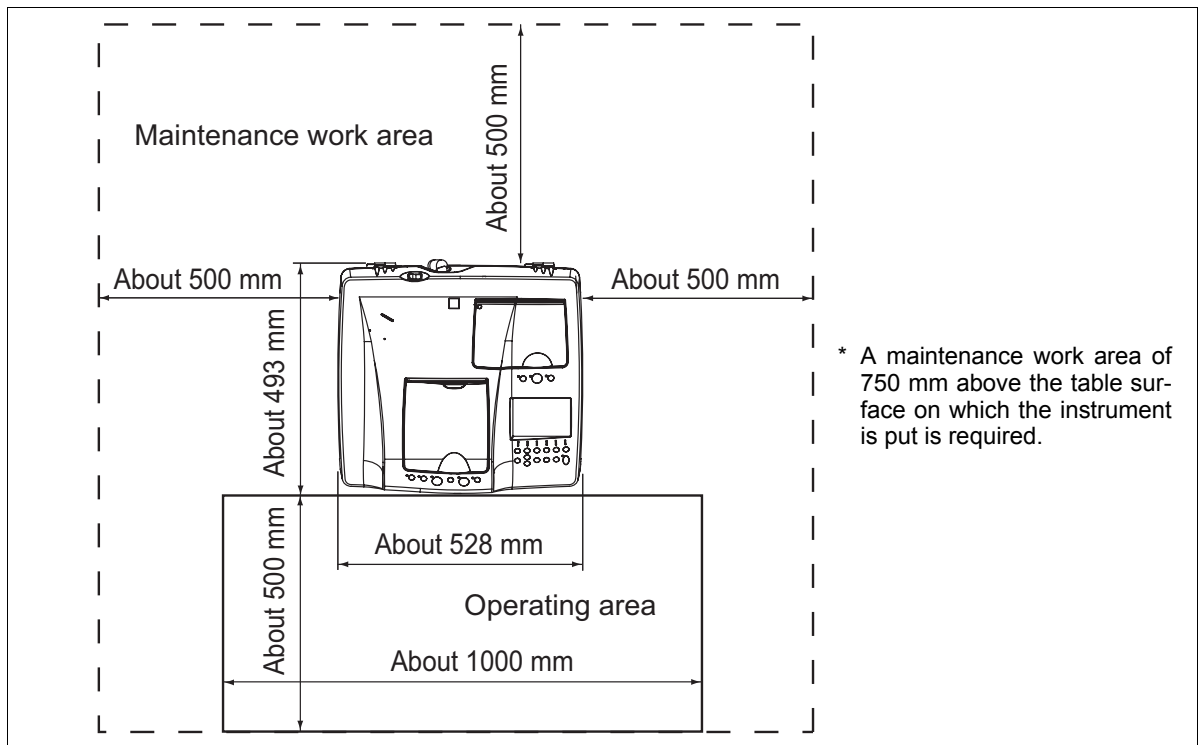 About 500 mm
Maintenance work area
About 500 mm
About 500 mm
About 493 mm
* A maintenance work area of
750 mm above the table sur-
face on which the instrument
is put is required.
About 528 mm
About 500 mm
Operating area
About 1000 mm